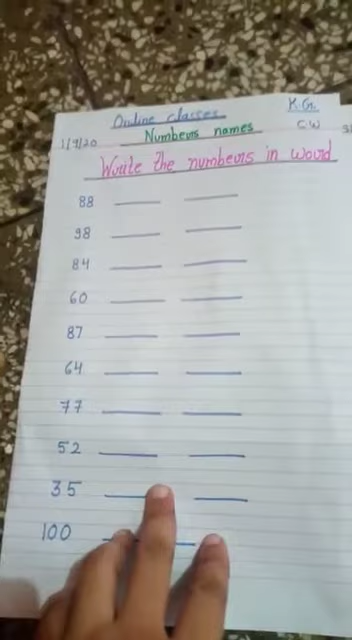 Online classes
K.G.
1/9/20
Numbers names
C.W
Write the numbers in word
88
98
84
60
87
64
77
52
35
100